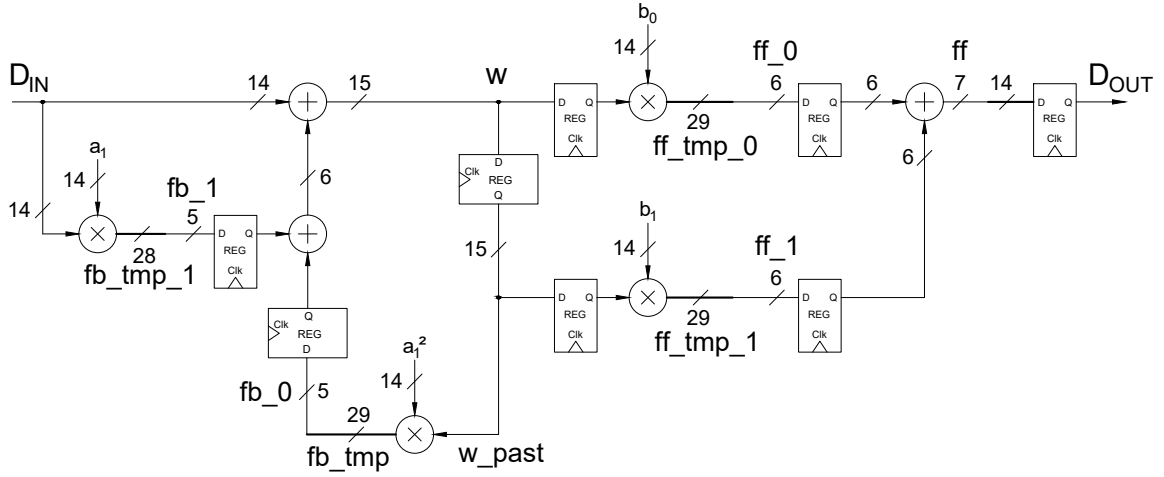 b₀
14
ff_0
6
ff
7
14
D_IN
14
15
w
D Q
REG
Clk
29
ff_tmp_0
D Q
REG
Clk
6
D_OUT
D Q
REG
Clk
a₁
14
14
fb_1
5
28
fb_tmp_1
D Q
REG
Clk
6
D
Clk
REG
Q
15
6
b₁
14
ff_1
6
D Q
REG
Clk
29
ff_tmp_1
D Q
REG
Clk
Q
Clk
REG
D
a₁²
14
fb_0
5
29
fb_tmp
w_past